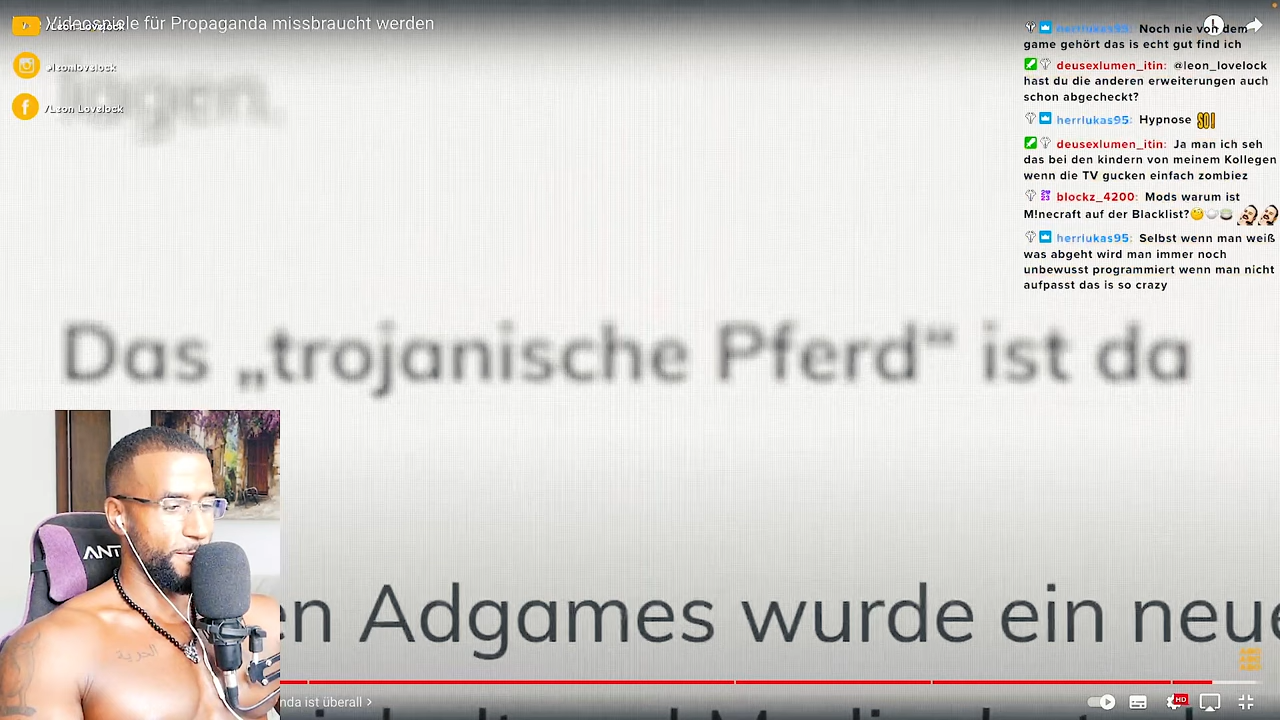 Videospiele für Propaganda missbraucht werden
/Leon Lovelock
leonlovelock
/Leon Lovelock
logan.
Das „trojanische Pferd“ ist da
en Adgames wurde ein neue
nda ist überall
HD
ANT
الحرية
herrlukas95: Noch nie von dem
game gehört das is echt gut find ich
deusexlumen_itin: @leon_lovelock
hast du die anderen erweiterungen auch
schon abgecheckt?
herrlukas95: Hypnose SO!
deusexlumen_itin: Ja man ich seh
das bei den kindern von meinem Kollegen
wenn die TV gucken einfach zombiez
blockz_4200: Mods warum ist
M!necraft auf der Blacklist?
herrlukas95: Selbst wenn man weiß
was abgeht wird man immer noch
unbewusst programmiert wenn man nicht
aufpasst das is so crazy